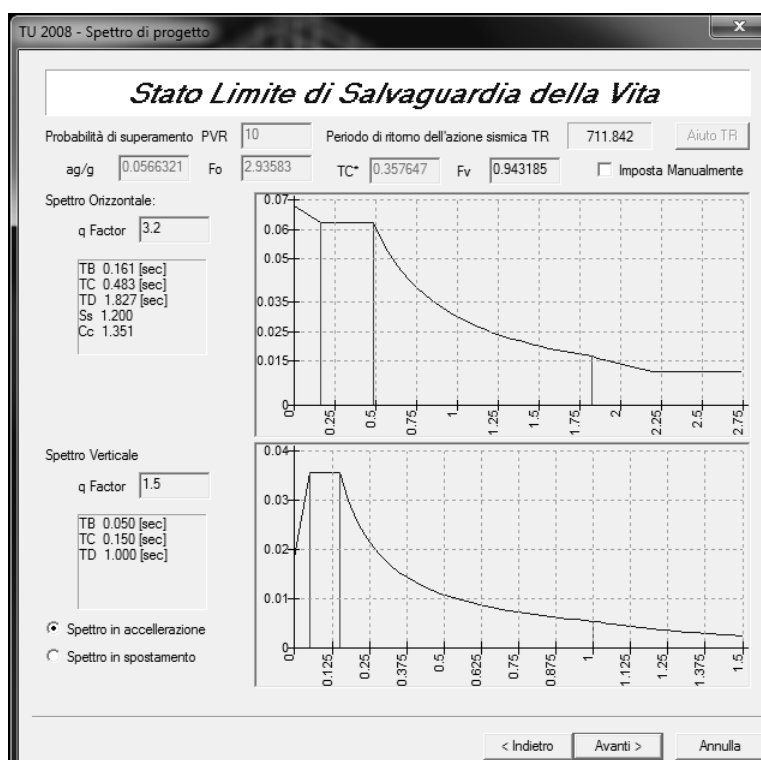 TU 2008 - Spettro di progetto
x
Stato Limite di Salvaguardia della Vita
Probabilità di superamento PVR 10 Periodo di ritorno dell'azione sismica TR 711.842 Aiuto TR
ag/g 0.0566321 Fo 2.93583 TC* 0.357647 Fv 0.943185 Imposta Manualmente
Spettro Orizzontale:
q Factor 3.2
TB 0.161 [sec]
TC 0.483 [sec]
TD 1.827 [sec]
Ss 1.200
Cc 1.351
0.07
0.06
0.05
0.035
0.025
0.015
0
0 0.25 0.5 0.75 1 1.25 1.5 1.75 2 2.25 2.5 2.75
Spettro Verticale
q Factor 1.5
TB 0.050 [sec]
TC 0.150 [sec]
TD 1.000 [sec]
Spettro in accellerazione
Spettro in spostamento
0.04
0.03
0.02
0.01
0
0 0.125 0.25 0.375 0.5 0.625 0.75 0.875 1 1.125 1.25 1.375 1.5
< Indietro Avanti > Annulla